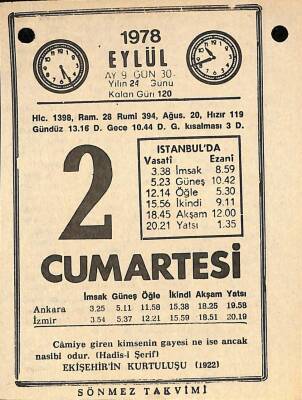 1978
EYLÜL
AY 9 GÜN 30
Yılın 24 Günü
Kalan Gün 120
Hic. 1398, Ram. 28 Rumi 394, Ağus. 20, Hızır 119
Gündüz 13.16 D. Gece 10.44 D. G. kısalması 3 D.
2
İSTANBUL'DA
Vasati Ezani
3.38 İmsak 8.59
5.23 Güneş 10.42
12.14 Öğle 5.30
15.56 İkindi 9.11
18.45 Akşam 12.00
20.21 Yatsı 1.35
CUMARTESİ
İmsak Güneş Öğle İkindi Akşam Yatsı
Ankara 3.25 5.11 11.58 15.38 18.25 19.58
İzmir 3.54 5.37 12.21 15.59 18.51 20.19
Câmiye giren kimsenin gayesi ne ise ancak
nasibi odur. (Hadis-i Şerif)
EKİŞEHİR'İN KURTULUŞU (1922)
SÖNMEZ TAKVİMİ